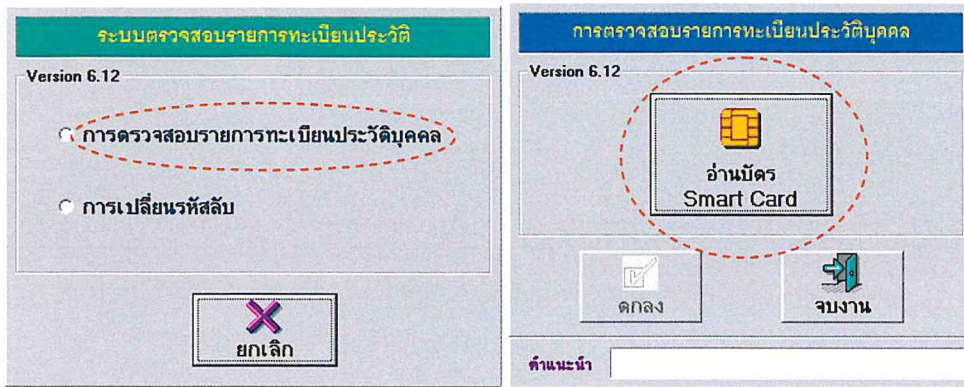 ระบบตรวจสอบรายการทะเบียนประวัติ
Version 6.12
การตรวจสอบรายการทะเบียนประวัติบุคคล
การเปลี่ยนรหัสลับ
ยกเลิก
การตรวจสอบรายการทะเบียนประวัติบุคคล
Version 6.12
อ่านบัตร
Smart Card
ตกลง
จบงาน
คำแนะนำ